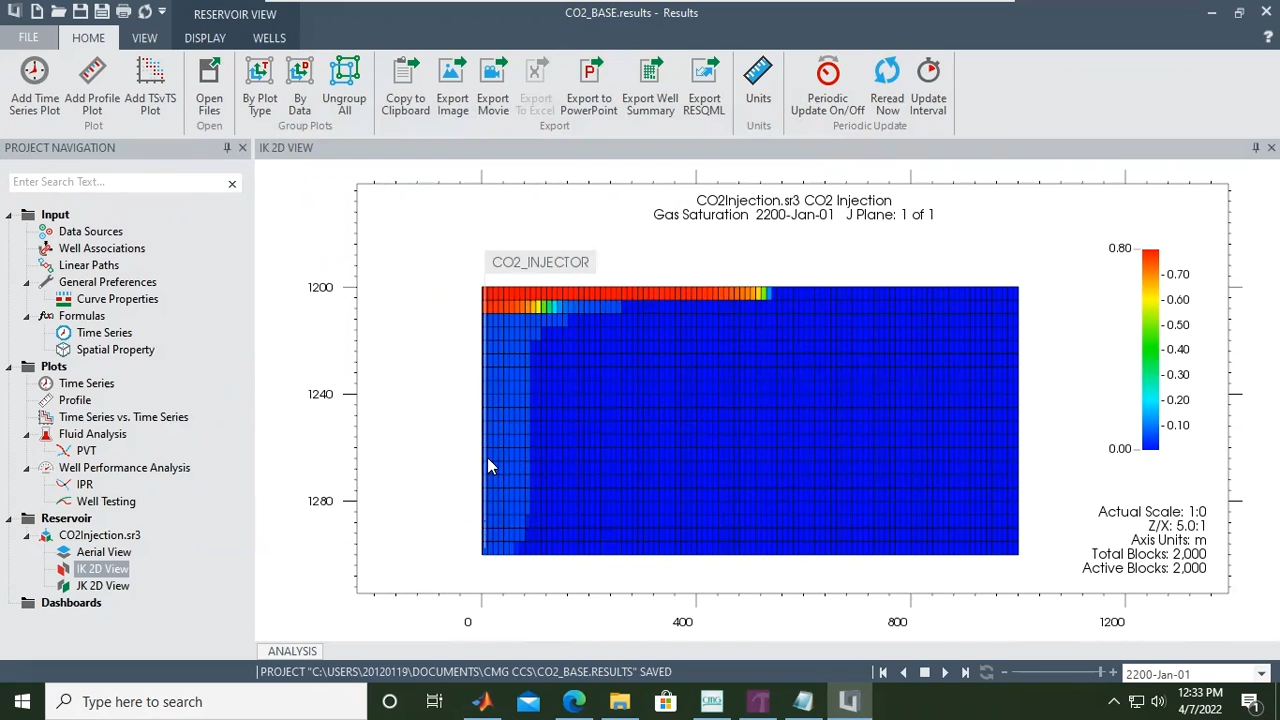 CO2_BASE.results - Results
RESERVOIR VIEW
FILE
HOME
VIEW
DISPLAY
WELLS
Add Time Series Plot
Add Profile Plot
Add TSvTS Plot
Plot
Open Files
Open
By Plot Type
By Data
Ungroup All
Group Plots
Copy to Clipboard
Export Image
Export Movie
Export To Excel
Export to PowerPoint
Export Well Summary
Export RESQML
Export
Units
Units
Periodic Update On/Off
Reread Now
Update Interval
Periodic Update
PROJECT NAVIGATION
Enter Search Text...
Input
Data Sources
Well Associations
Linear Paths
General Preferences
Curve Properties
Formulas
Time Series
Spatial Property
Plots
Time Series
Profile
Time Series vs. Time Series
Fluid Analysis
PVT
Well Performance Analysis
IPR
Well Testing
Reservoir
CO2Injection.sr3
Aerial View
IK 2D View
JK 2D View
Dashboards
IK 2D VIEW
CO2Injection.sr3 CO2 Injection
Gas Saturation 2200-Jan-01 J Plane: 1 of 1
CO2_INJECTOR
1200
1240
1280
0
400
800
1200
0.80
0.70
0.60
0.50
0.40
0.30
0.20
0.10
0.00
Actual Scale: 1:0
Z/X: 5.0:1
Axis Units: m
Total Blocks: 2,000
Active Blocks: 2,000
ANALYSIS
PROJECT "C:\USERS\20120119\DOCUMENTS\CMG CCS\CO2_BASE.RESULTS" SAVED
2200-Jan-01
Type here to search
12:33 PM
4/7/2022